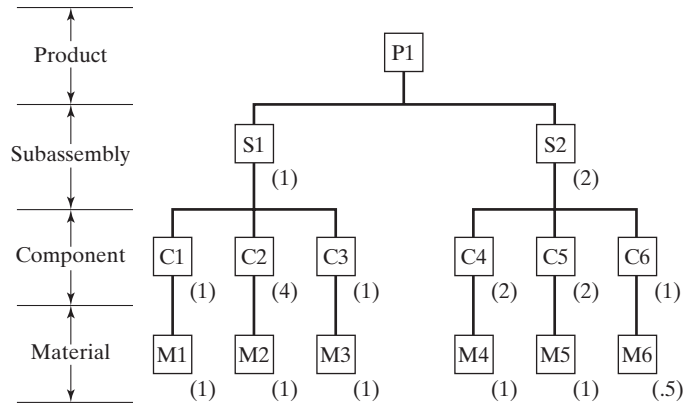 Product
P1
Subassembly
S1 S2
(1) (2)
Component
C1 C2 C3 C4 C5 C6
(1) (4) (1) (2) (2) (1)
Material
M1 M2 M3 M4 M5 M6
(1) (1) (1) (1) (1) (.5)